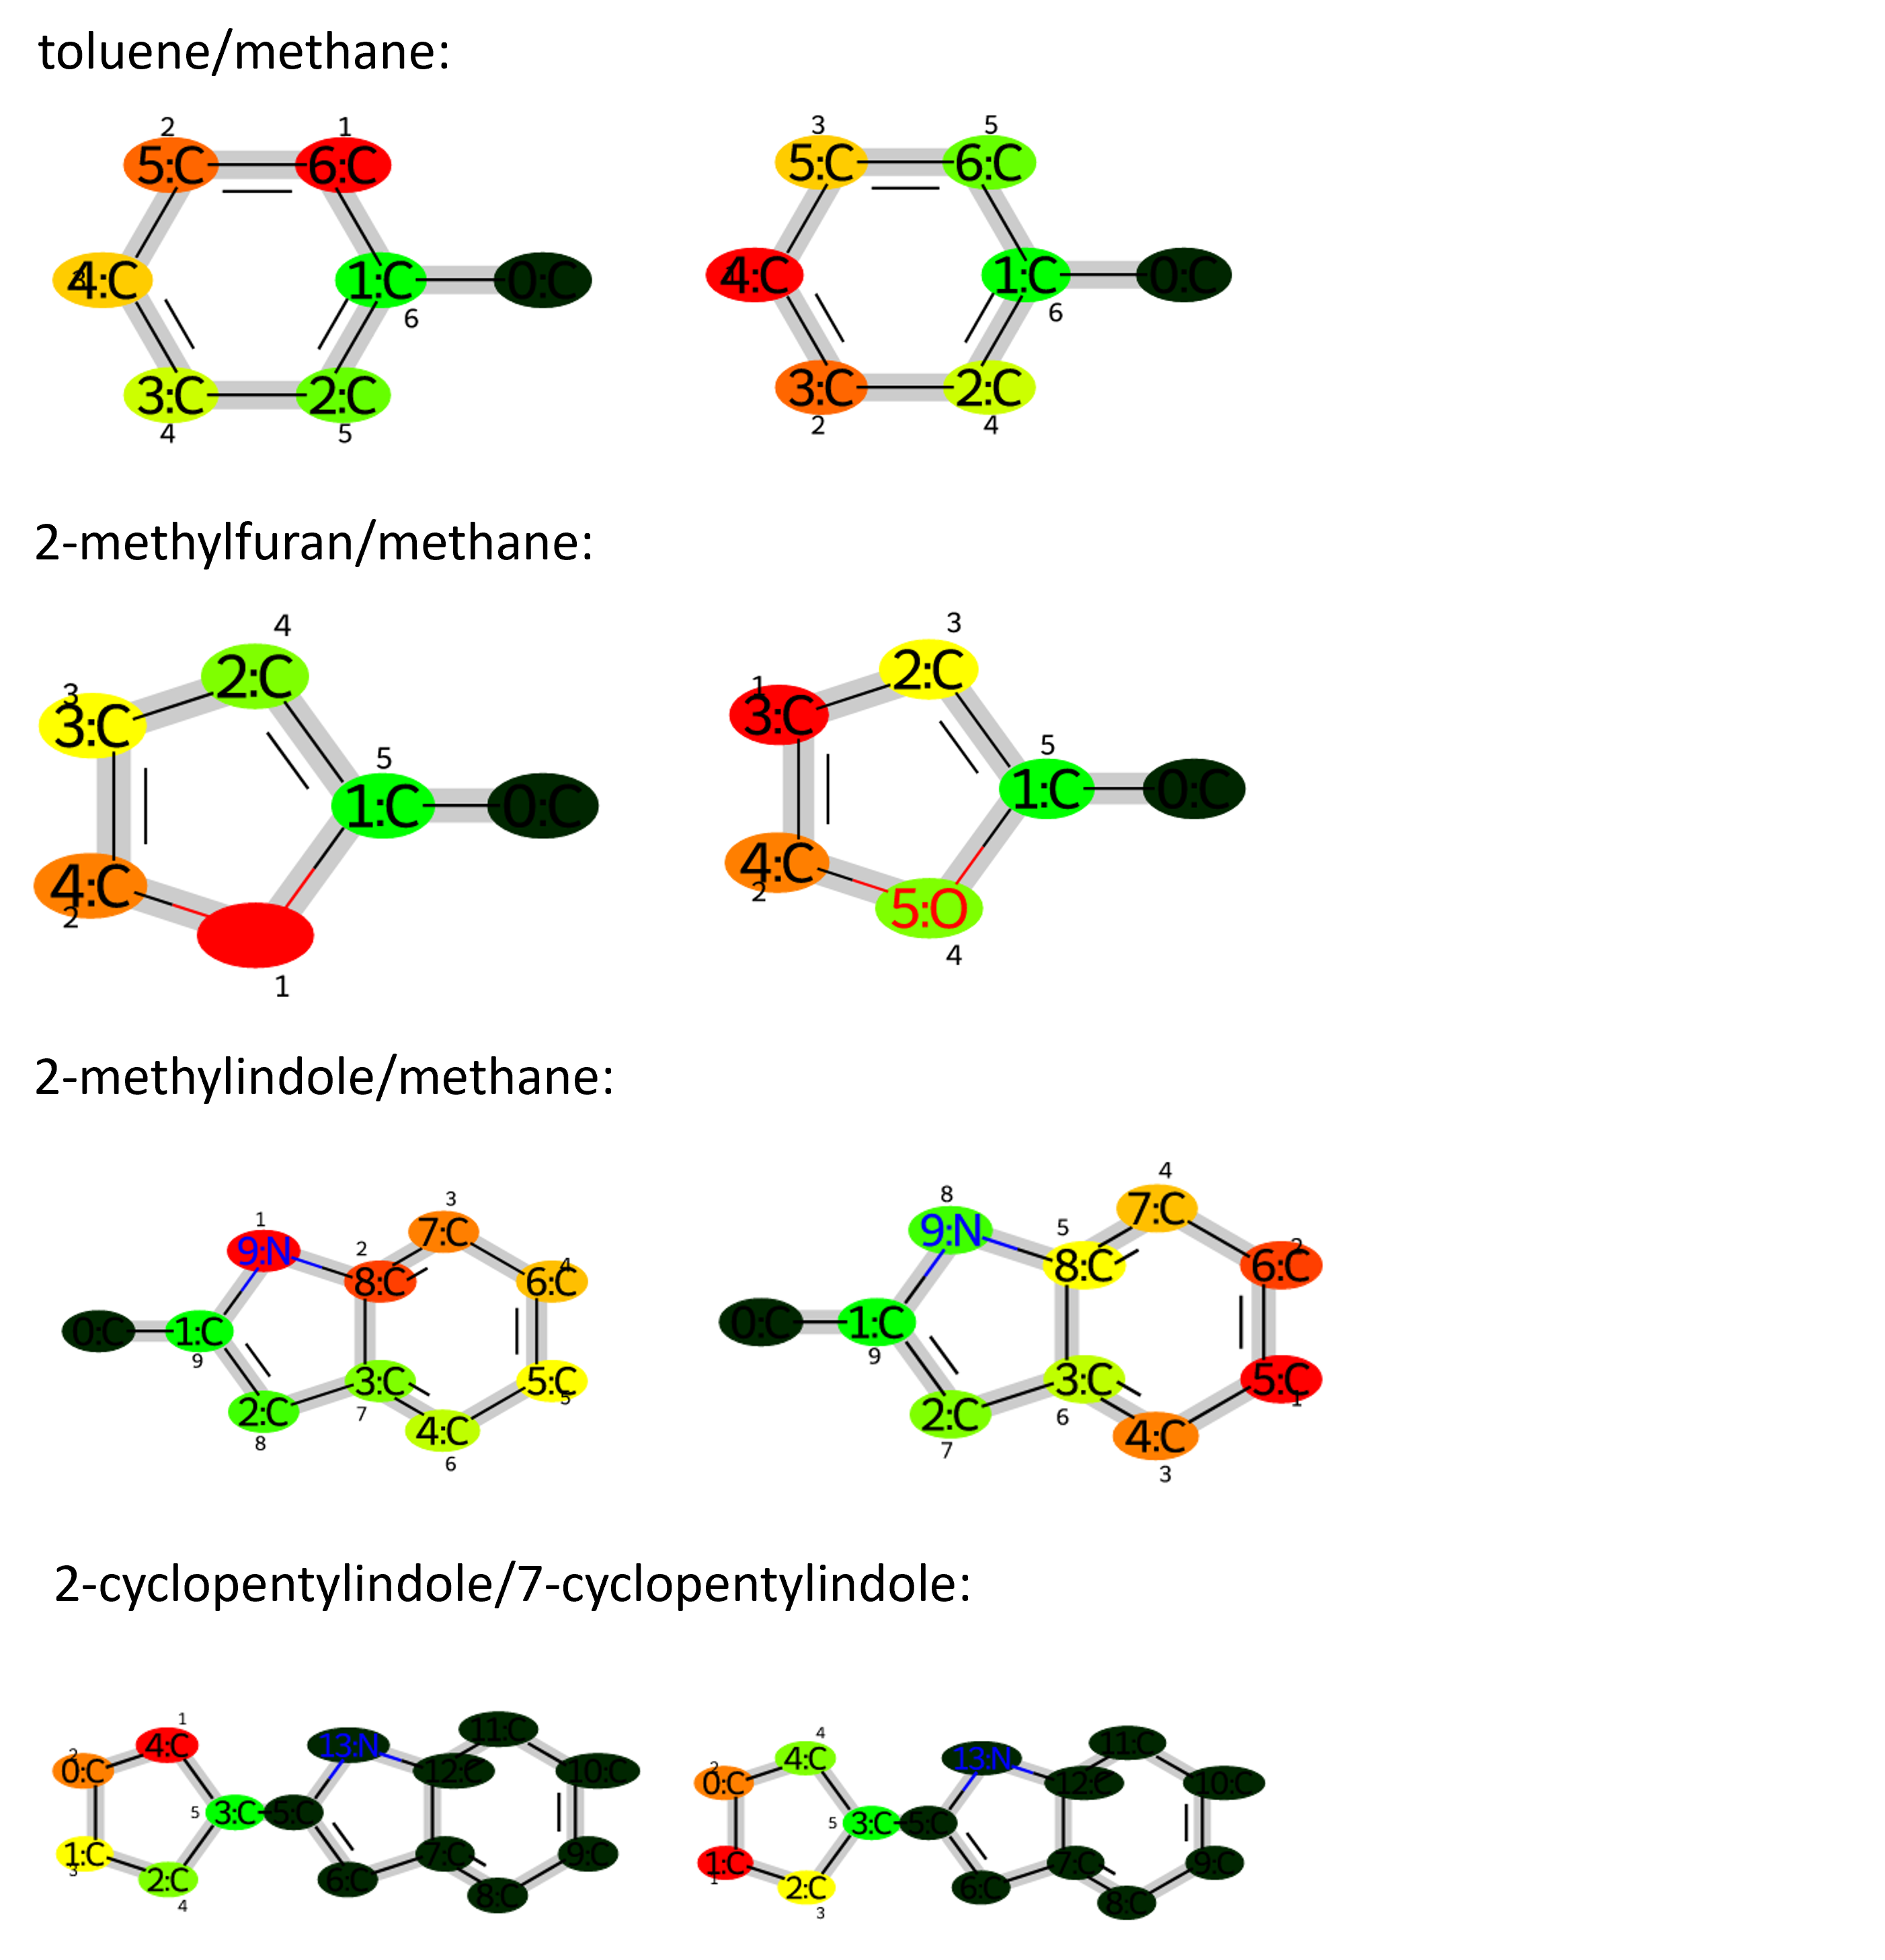 toluene/methane:
2 1 3 5
5:C 6:C 5:C 6:C
4:C 1:C 0:C 4:C 1:C 0:C
6 6
3:C 2:C 3:C 2:C
4 5 2 4
2-methylfuran/methane:
4 3
2:C 2:C
3 1
3:C 3:C
5 5
1:C 0:C 1:C 0:C
4:C 4:C
2 2
5:O
1 4
2-methylindole/methane:
1 3 8 4
9:N 2 7:C 9:N 5 7:C
8:C 4 6:C 8:C 2 6:C
0:C 1:C 0:C 1:C
9 9
3:C 5:C 3:C 5:C
2:C 7 5 2:C 6 1
4:C 4:C
8 6 7 3
2-cyclopentylindole/7-cyclopentylindole:
1 4
4:C 13:N 11:C 4:C 13:N 11:C
2 2
0:C 12:C 10:C 0:C 12:C 10:C
5 3:C 5:C 5 3:C 5:C
1:C 7:C 9:C 1:C 7:C 9:C
3 1
2:C 6:C 8:C 2:C 6:C 8:C
4 3